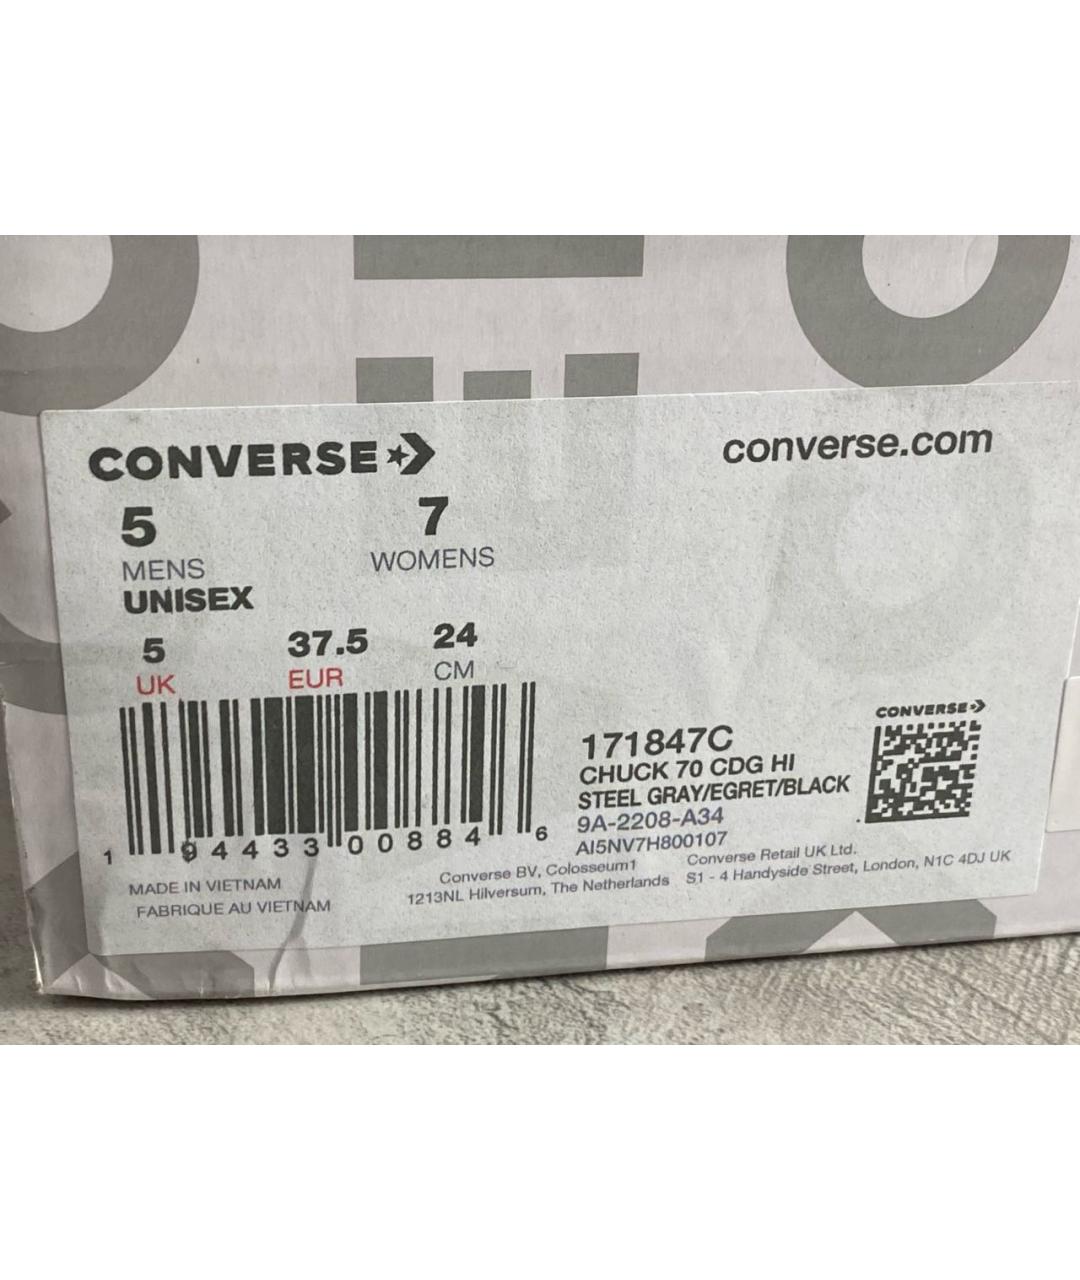 CONVERSE
converse.com
5 7
MENS WOMENS
UNISEX
5 37.5 24
UK EUR CM
CONVERSE
171847C
CHUCK 70 CDG HI
STEEL GRAY/EGRET/BLACK
9A-2208-A34
AI5NV7H800107
1 94433 00884 6
MADE IN VIETNAM
FABRIQUE AU VIETNAM
Converse BV, Colosseum1
1213NL Hilversum, The Netherlands
Converse Retail UK Ltd.
S1 - 4 Handyside Street, London, N1C 4DJ UK